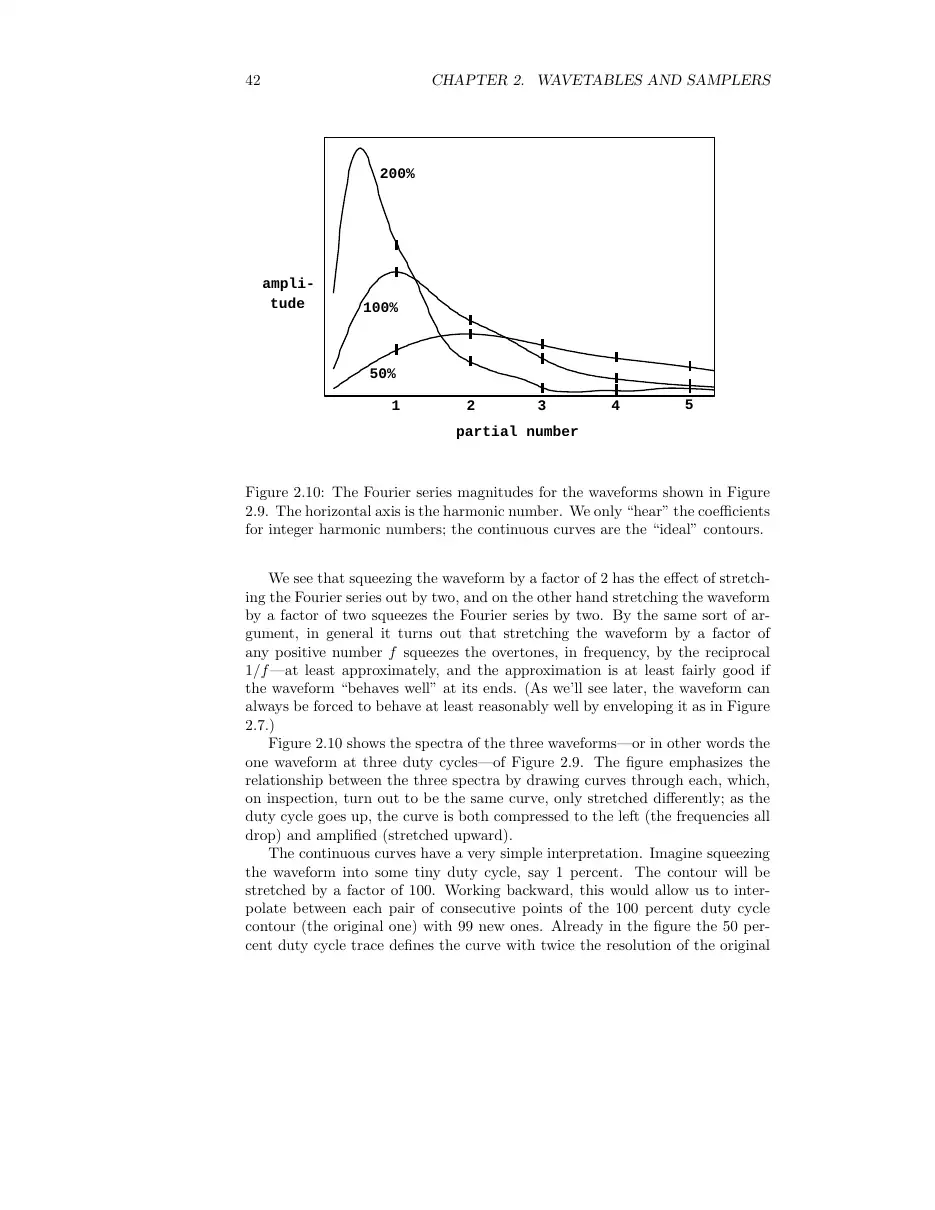 42 CHAPTER 2. WAVETABLES AND SAMPLERS
200%
ampli-
tude
100%
50%
1 2 3 4 5
partial number
Figure 2.10: The Fourier series magnitudes for the waveforms shown in Figure
2.9. The horizontal axis is the harmonic number. We only “hear” the coefficients
for integer harmonic numbers; the continuous curves are the “ideal” contours.
We see that squeezing the waveform by a factor of 2 has the effect of stretch-
ing the Fourier series out by two, and on the other hand stretching the waveform
by a factor of two squeezes the Fourier series by two. By the same sort of ar-
gument, in general it turns out that stretching the waveform by a factor of
any positive number f squeezes the overtones, in frequency, by the reciprocal
1/f—at least approximately, and the approximation is at least fairly good if
the waveform “behaves well” at its ends. (As we’ll see later, the waveform can
always be forced to behave at least reasonably well by enveloping it as in Figure
2.7.)
Figure 2.10 shows the spectra of the three waveforms—or in other words the
one waveform at three duty cycles—of Figure 2.9. The figure emphasizes the
relationship between the three spectra by drawing curves through each, which,
on inspection, turn out to be the same curve, only stretched differently; as the
duty cycle goes up, the curve is both compressed to the left (the frequencies all
drop) and amplified (stretched upward).
The continuous curves have a very simple interpretation. Imagine squeezing
the waveform into some tiny duty cycle, say 1 percent. The contour will be
stretched by a factor of 100. Working backward, this would allow us to inter-
polate between each pair of consecutive points of the 100 percent duty cycle
contour (the original one) with 99 new ones. Already in the figure the 50 per-
cent duty cycle trace defines the curve with twice the resolution of the original